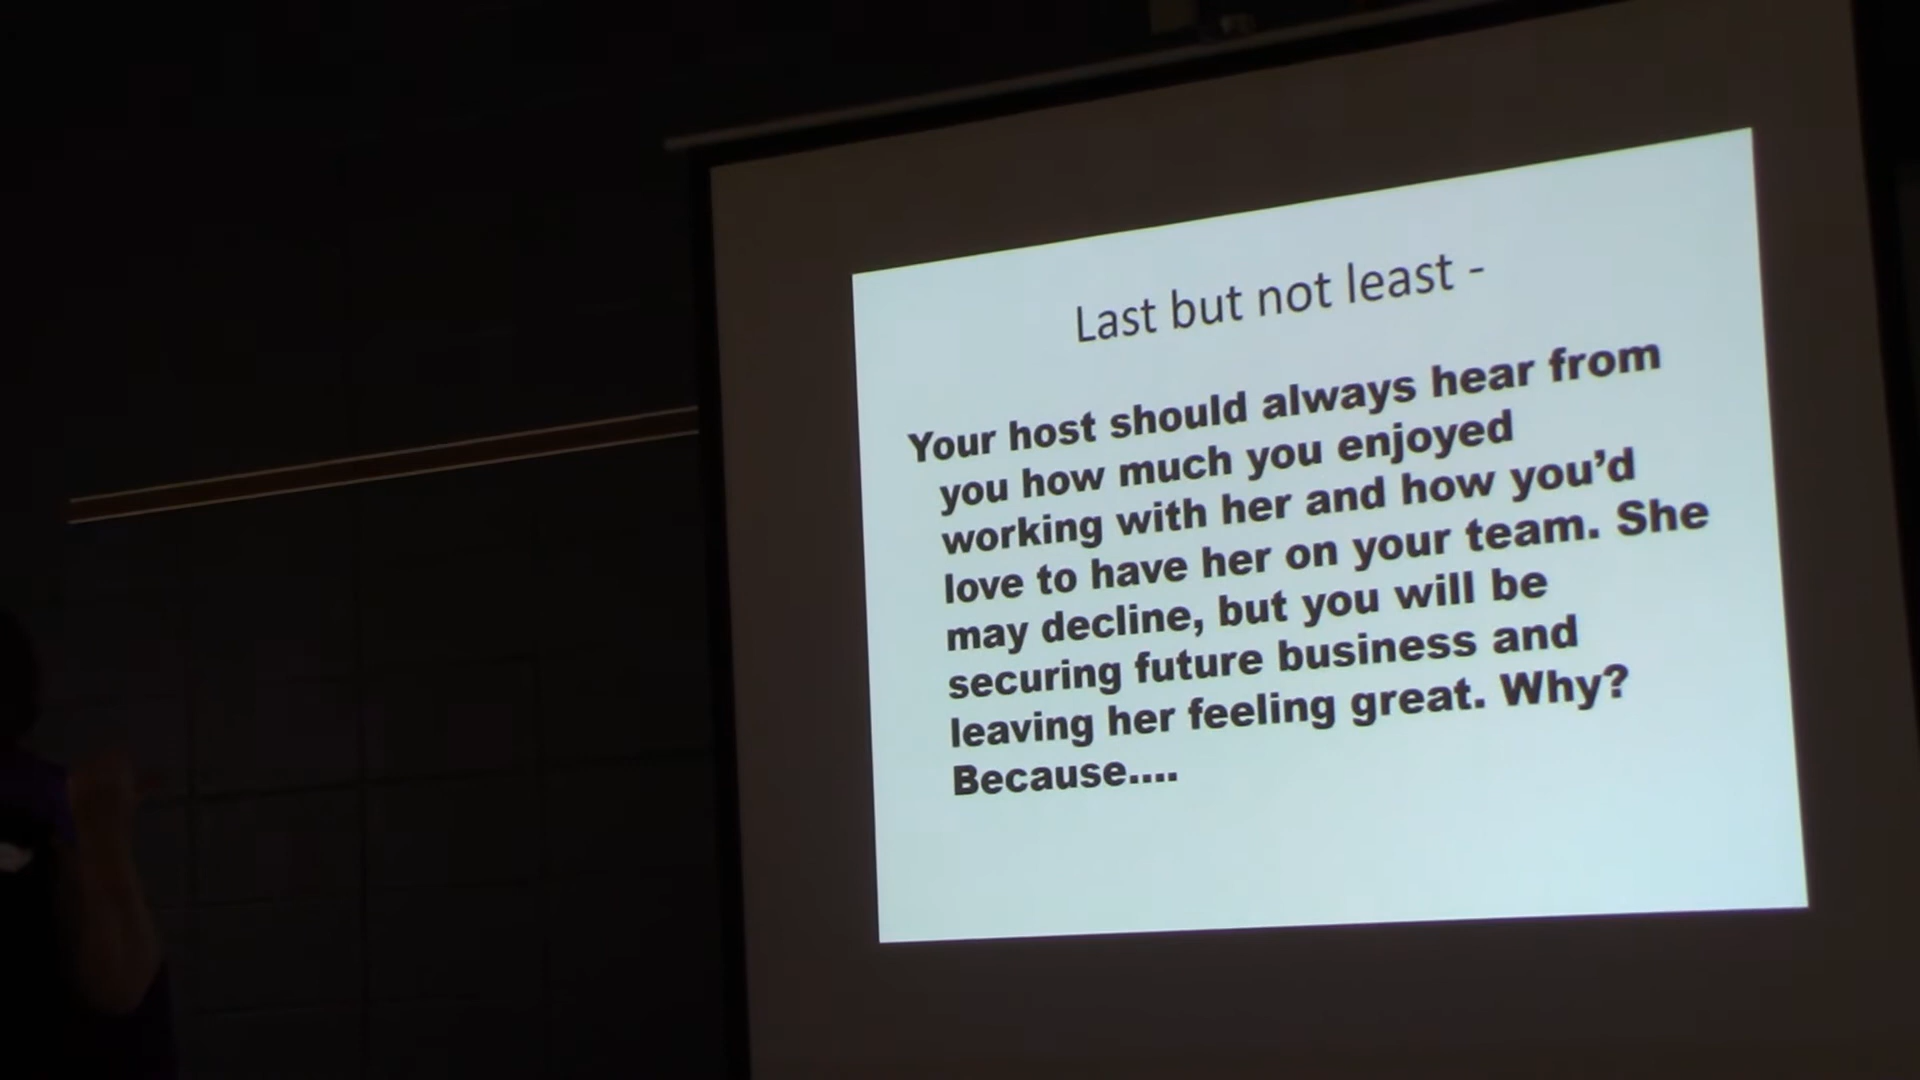 Last but not least -
Your host should always hear from
you how much you enjoyed
working with her and how you’d
love to have her on your team. She
may decline, but you will be
securing future business and
leaving her feeling great. Why?
Because....